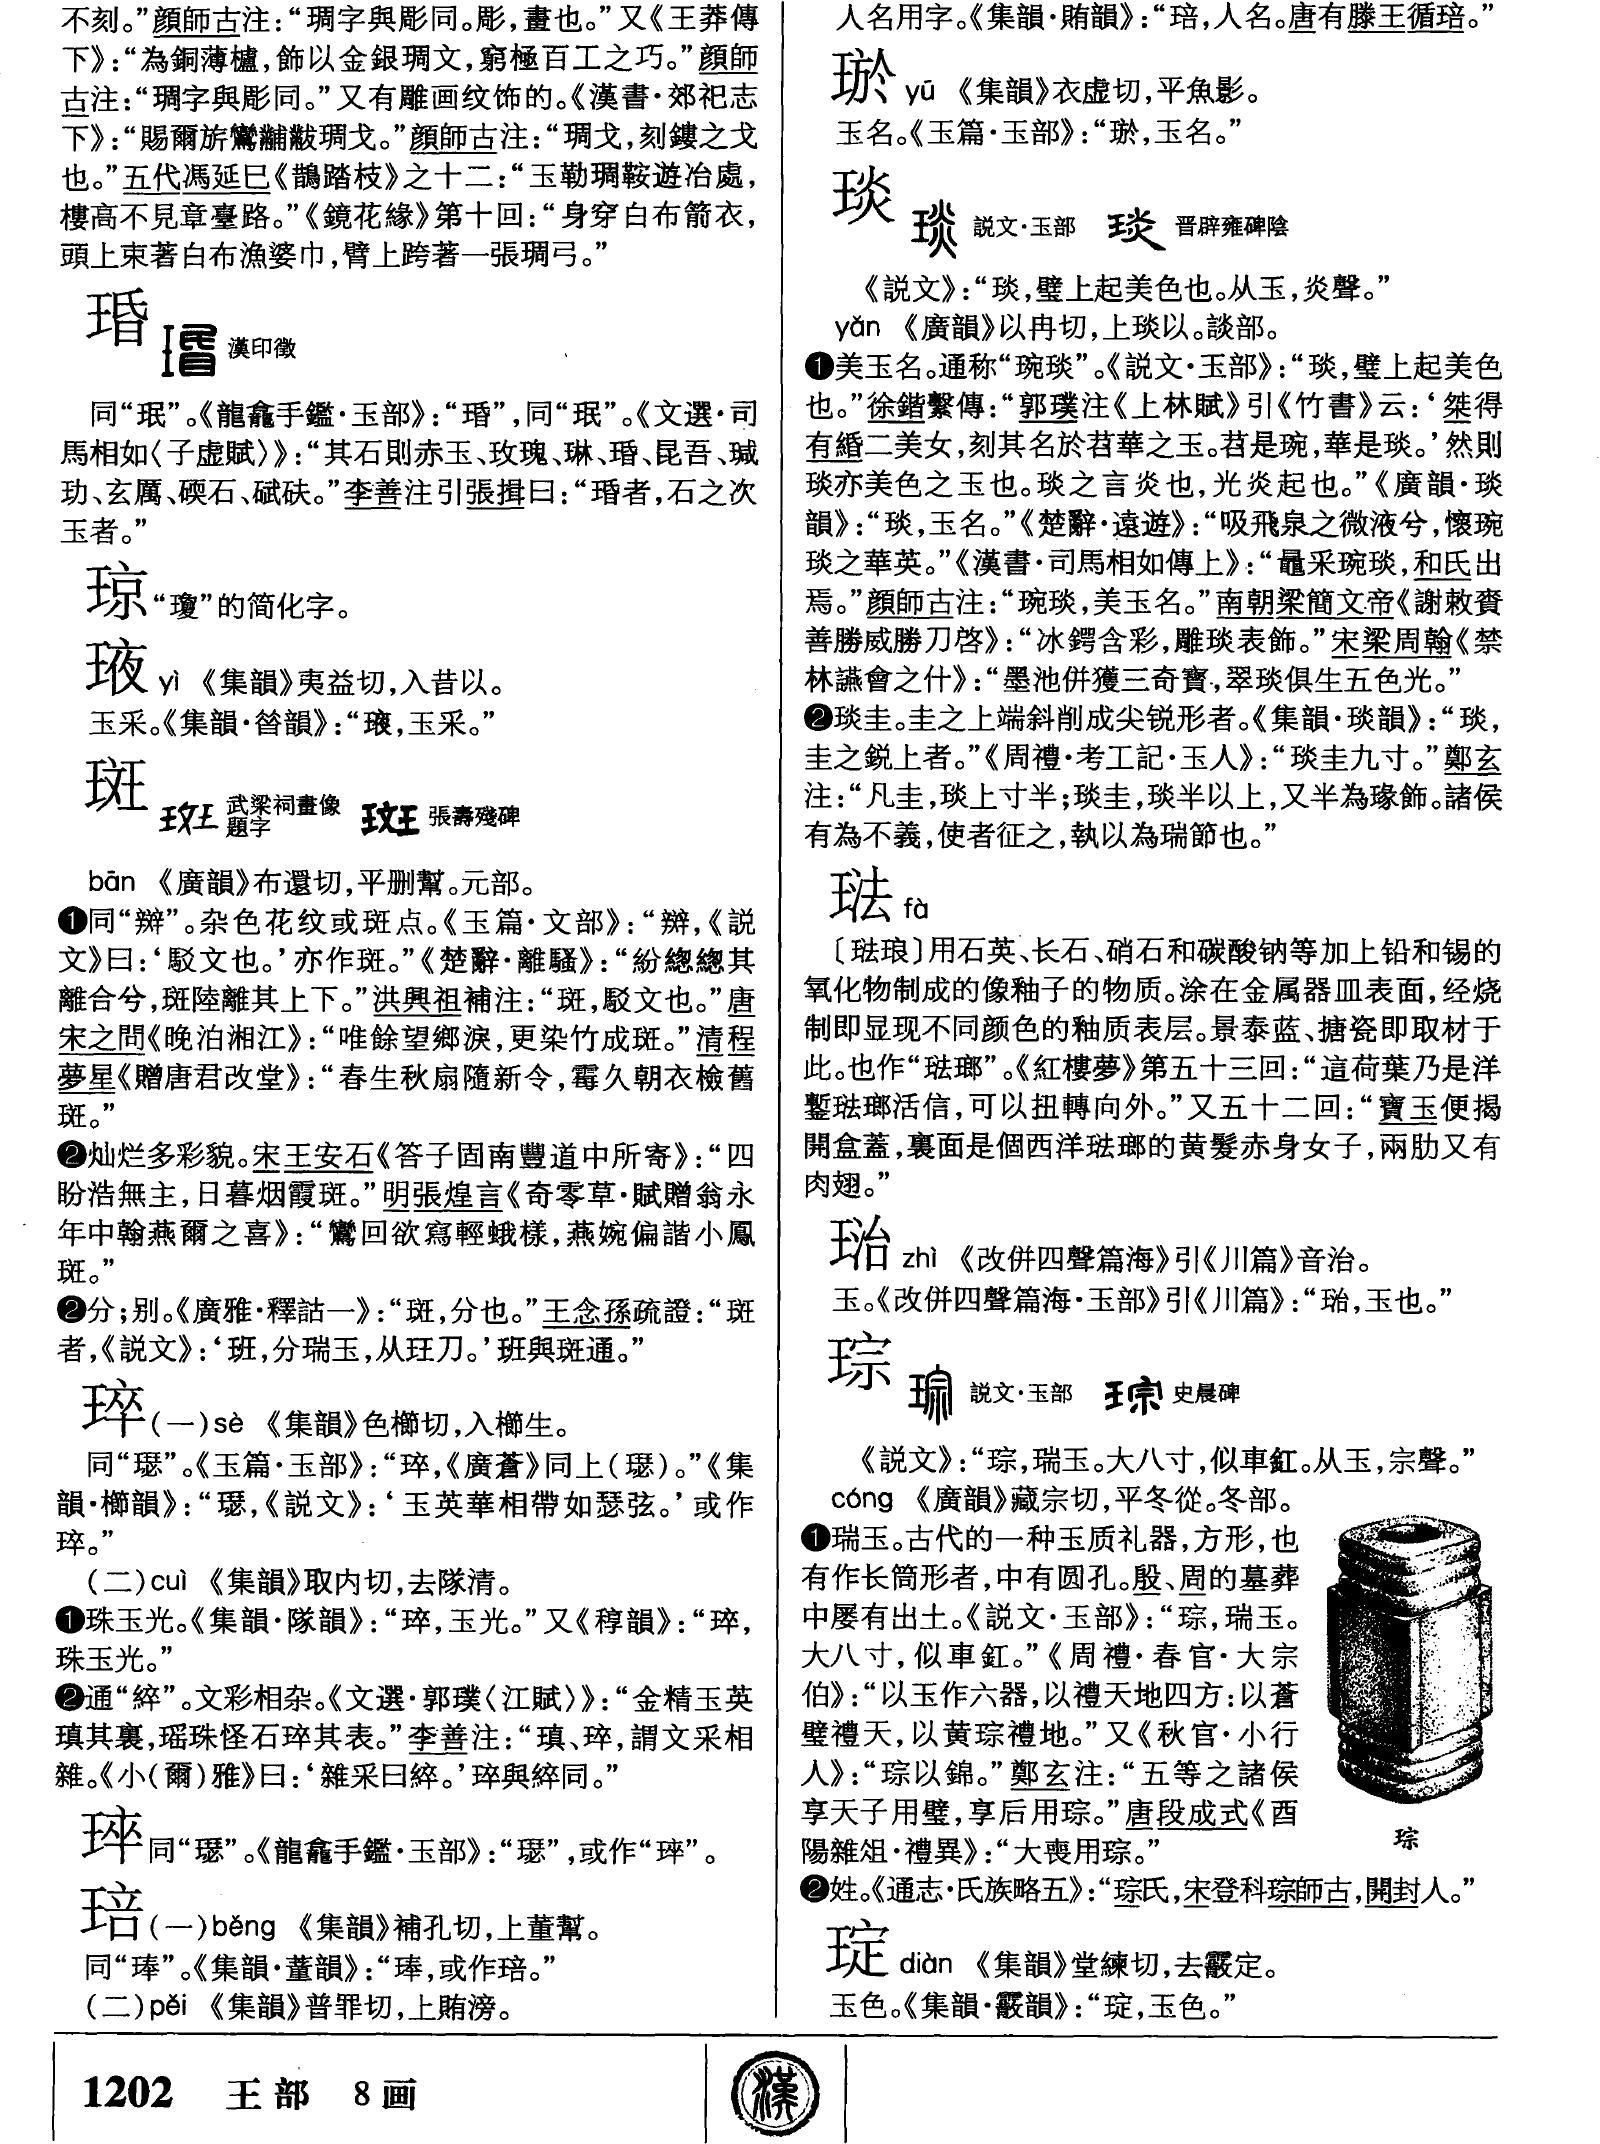 不刻。”顔師古注：“琱字與彫同。彫，畫也。”又《王莽傳
下》：“為銅薄櫨，飾以金銀琱文，窮極百工之巧。”顔師
古注：“琱字與彫同。”又有雕画纹饰的。《漢書·郊祀志
下》：“賜爾旂鸞黼黻琱戈。”顔師古注：“琱戈，刻鏤之戈
也。”五代馮延巳《鵲踏枝》之十二：“玉勒琱鞍遊冶處，
樓高不見章臺路。”《鏡花緣》第十回：“身穿白布箭衣，
頭上束著白布漁婆巾，臂上跨著一張琱弓。”
琘 漢印徵
同“珉”。《龍龕手鑑·玉部》：“瑉”，同“珉”。《文選·司
馬相如〈子虚賦〉》：“其石則赤玉、玫瑰、琳、瑉、昆吾、瑊
玏、玄厲、碝石、碔砆。”李善注引張揖曰：“瑉者，石之次
玉者。”
琼 “瓊”的简化字。
琙 yì 《集韻》夷益切，入昔以。
玉采。《集韻·㫺韻》：“㻑，玉采。”
斑 武梁祠畫像題字 張壽殘碑
bān 《廣韻》布還切，平删幫。元部。
❶同“辬”。杂色花纹或斑点。《玉篇·文部》：“辬，《説
文》曰：‘駁文也。’亦作斑。”《楚辭·離騷》：“紛緫緫其
離合兮，斑陸離其上下。”洪興祖補注：“斑，駁文也。”唐
宋之問《晚泊湘江》：“唯餘望鄉淚，更染竹成斑。”清程
夢星《贈唐君改堂》：“春生秋扇隨新令，霉久朝衣檢舊
斑。”
❷灿烂多彩貌。宋王安石《答子固南豐道中所寄》：“四
盼浩無主，日暮烟霞斑。”明張煌言《奇零草·賦贈翁永
年中翰燕爾之喜》：“鸞回欲寫輕蛾樣，燕婉偏諧小鳳
斑。”
❷分；别。《廣雅·釋詁一》：“斑，分也。”王念孫疏證：“斑
者，《説文》：‘班，分瑞玉，从玨刀。’班與斑通。”
琗 (一)sè 《集韻》色櫛切，入櫛生。
同“璱”。《玉篇·玉部》：“琗，《廣蒼》同上（璱）。”《集
韻·櫛韻》：“璱，《説文》：‘玉英華相帶如瑟弦。’或作
琗。”
(二)cuì 《集韻》取内切，去隊清。
❶珠玉光。《集韻·隊韻》：“琗，玉光。”又《稕韻》：“琗，
珠玉光。”
❷通“綷”。文彩相杂。《文選·郭璞〈江賦〉》：“金精玉英
瑱其裏，瑶珠怪石琗其表。”李善注：“瑱、琗，謂文采相
雜。《小（爾）雅》曰：‘雜采曰綷。’琗與綷同。”
同“璱”。《龍龕手鑑·玉部》：“璱”，或作“”。
琣 (一)běng 《集韻》補孔切，上董幫。
同“琫”。《集韻·蕫韻》：“琫，或作琣。”
(二)pěi 《集韻》普罪切，上賄滂。
人名用字。《集韻·賄韻》：“琣，人名。唐有滕王循琣。”
yū 《集韻》衣虚切，平魚影。
玉名。《玉篇·玉部》：“，玉名。”
琰 説文·玉部 晋辟雍碑陰
《説文》：“琰，璧上起美色也。从玉，炎聲。”
yǎn 《廣韻》以冉切，上琰以。談部。
❶美玉名。通称“琬琰”。《説文·玉部》：“琰，璧上起美色
也。”徐鍇繫傳：“郭璞注《上林賦》引《竹書》云：‘桀得
有緍二美女，刻其名於苕華之玉。苕是琬，華是琰。’然則
琰亦美色之玉也。琰之言炎也，光炎起也。”《廣韻·琰
韻》：“琰，玉名。”《楚辭·遠遊》：“吸飛泉之微液兮，懷琬
琰之華英。”《漢書·司馬相如傳上》：“鼂采琬琰，和氏出
焉。”顔師古注：“琬琰，美玉名。”南朝梁簡文帝《謝敕賚
善勝威勝刀啓》：“冰鍔含彩，雕琰表飾。”宋梁周翰《禁
林讌會之什》：“墨池併獲三奇寶，翠琰俱生五色光。”
❷琰圭。圭之上端斜削成尖锐形者。《集韻·琰韻》：“琰，
圭之鋭上者。”《周禮·考工記·玉人》：“琰圭九寸。”鄭玄
注：“凡圭，琰上寸半；琰圭，琰半以上，又半為瑑飾。諸侯
有為不義，使者征之，執以為瑞節也。”
琺 fà
〔琺琅〕用石英、长石、硝石和碳酸钠等加上铅和锡的
氧化物制成的像釉子的物质。涂在金属器皿表面，经烧
制即显现不同颜色的釉质表层。景泰蓝、搪瓷即取材于
此。也作“琺瑯”。《紅樓夢》第五十三回：“這荷葉乃是洋
鏨琺瑯活信，可以扭轉向外。”又五十二回：“寶玉便揭
開盒蓋，裏面是個西洋琺瑯的黄髮赤身女子，兩肋又有
肉翅。”
zhì 《改併四聲篇海》引《川篇》音治。
玉。《改併四聲篇海·玉部》引《川篇》：“，玉也。”
琮 説文·玉部 史晨碑
《説文》：“琮，瑞玉。大八寸，似車釭。从玉，宗聲。”
cóng 《廣韻》藏宗切，平冬從。冬部。
❶瑞玉。古代的一种玉质礼器，方形，也
有作长筒形者，中有圆孔。殷、周的墓葬
中屡有出土。《説文·玉部》：“琮，瑞玉。
大八寸，似車釭。”《周禮·春官·大宗
伯》：“以玉作六器，以禮天地四方：以蒼
璧禮天，以黄琮禮地。”又《秋官·小行
人》：“琮以錦。”鄭玄注：“五等之諸侯
享天子用璧，享后用琮。”唐段成式《酉
陽雜俎·禮異》：“大喪用琮。”
琮
❷姓。《通志·氏族略五》：“琮氏，宋登科琮師古，開封人。”
琔 diàn 《集韻》堂練切，去霰定。
玉色。《集韻·霰韻》：“琔，玉色。”
1202 王部 8画
漢